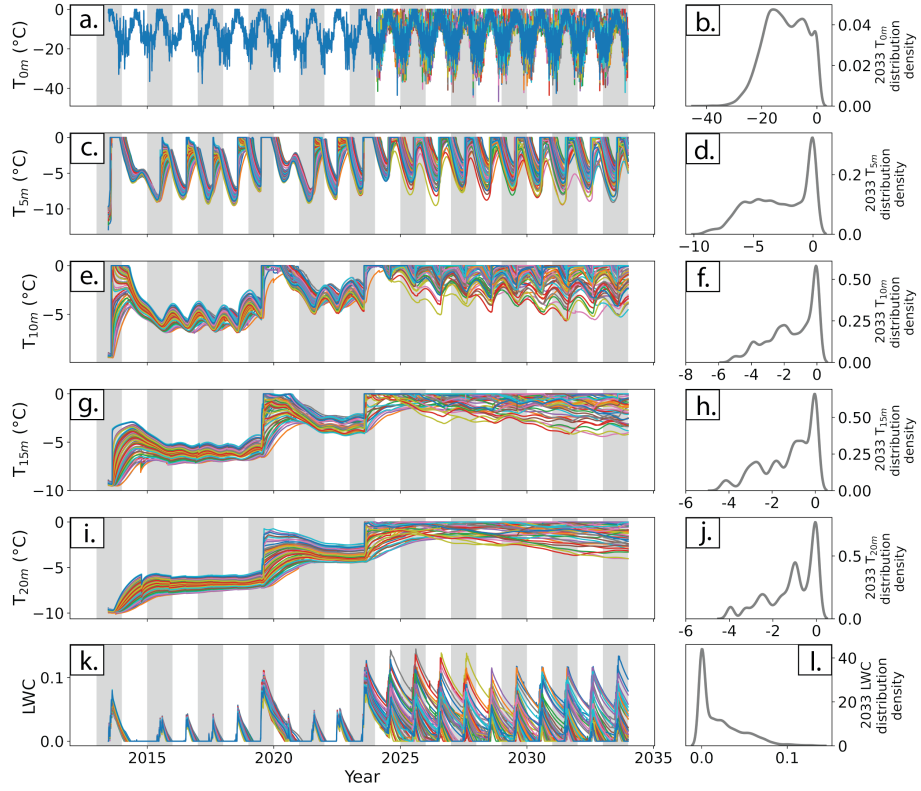 a.
T0m (°C)
0
−20
−40
b.
0.04
0.02
0.00
−40
−20
0
2033 T0m
distribution
density
c.
T5m (°C)
0
−5
−10
d.
0.2
0.0
−10
−5
0
2033 T5m
distribution
density
e.
T10m (°C)
0
−5
f.
0.50
0.25
0.00
-8
-6
-4
-2
0
2033 T10m
distribution
density
g.
T15m (°C)
0
−5
−10
h.
0.50
0.25
0.00
-6
-4
-2
0
2033 T15m
distribution
density
i.
T20m (°C)
0
−5
−10
j.
0.5
0.0
-6
-4
-2
0
2033 T20m
distribution
density
k.
LWC
0.1
0.0
2015
2020
2025
2030
2035
Year
l.
40
20
0
0.0
0.1
2033 LWC
distribution
density